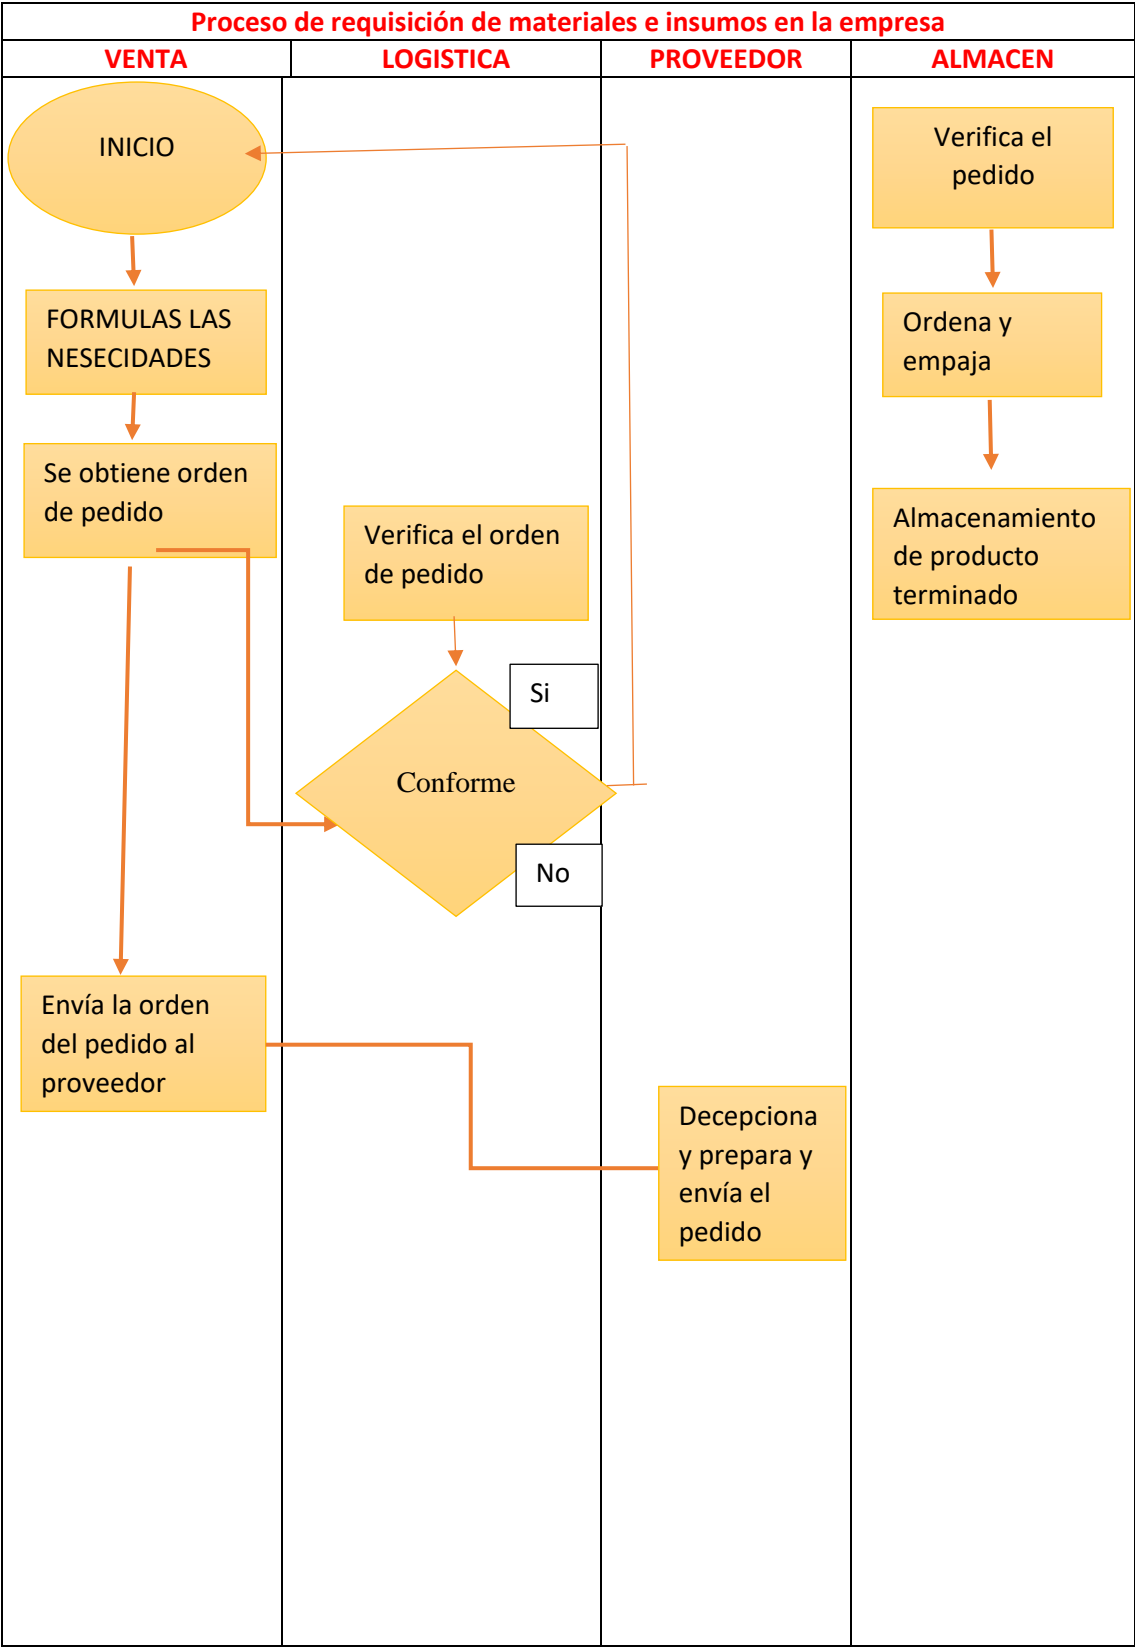 Proceso de requisición de materiales e insumos en la empresa
VENTA
LOGISTICA
PROVEEDOR
ALMACEN
INICIO
FORMULAS LAS
NESECIDADES
Se obtiene orden
de pedido
Envía la orden
del pedido al
proveedor
Verifica el orden
de pedido
Si
Conforme
No
Decepciona
y prepara y
envía el
pedido
Verifica el
pedido
Ordena y
empaja
Almacenamiento
de producto
terminado